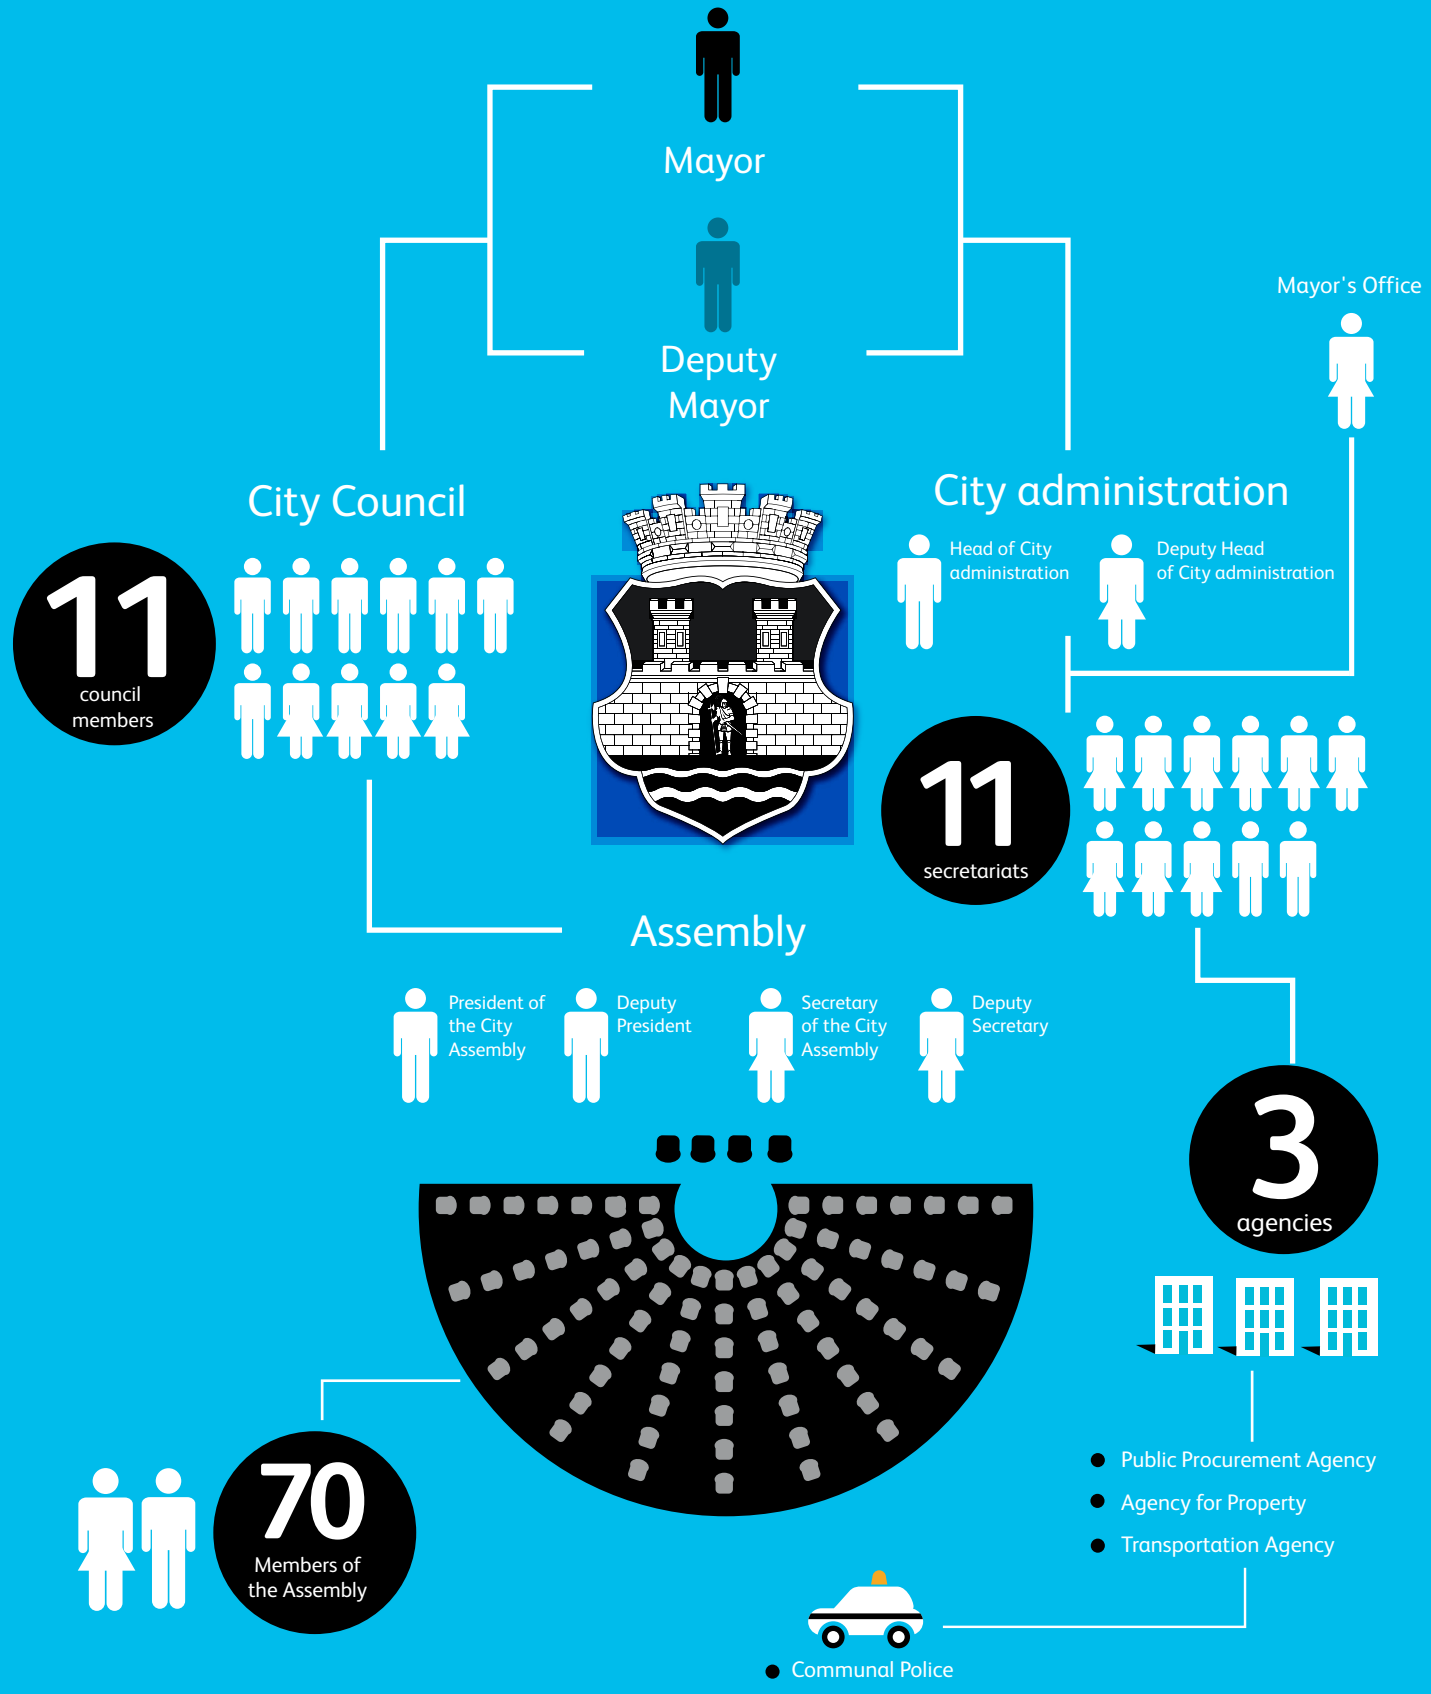 Mayor
Deputy
Mayor
Mayor's Office
City Council
City administration
Head of City
administration
Deputy Head
of City administration
11
council
members
11
secretariats
Assembly
President of
the City
Assembly
Deputy
President
Secretary
of the City
Assembly
Deputy
Secretary
3
agencies
70
Members of
the Assembly
Public Procurement Agency
Agency for Property
Transportation Agency
Communal Police